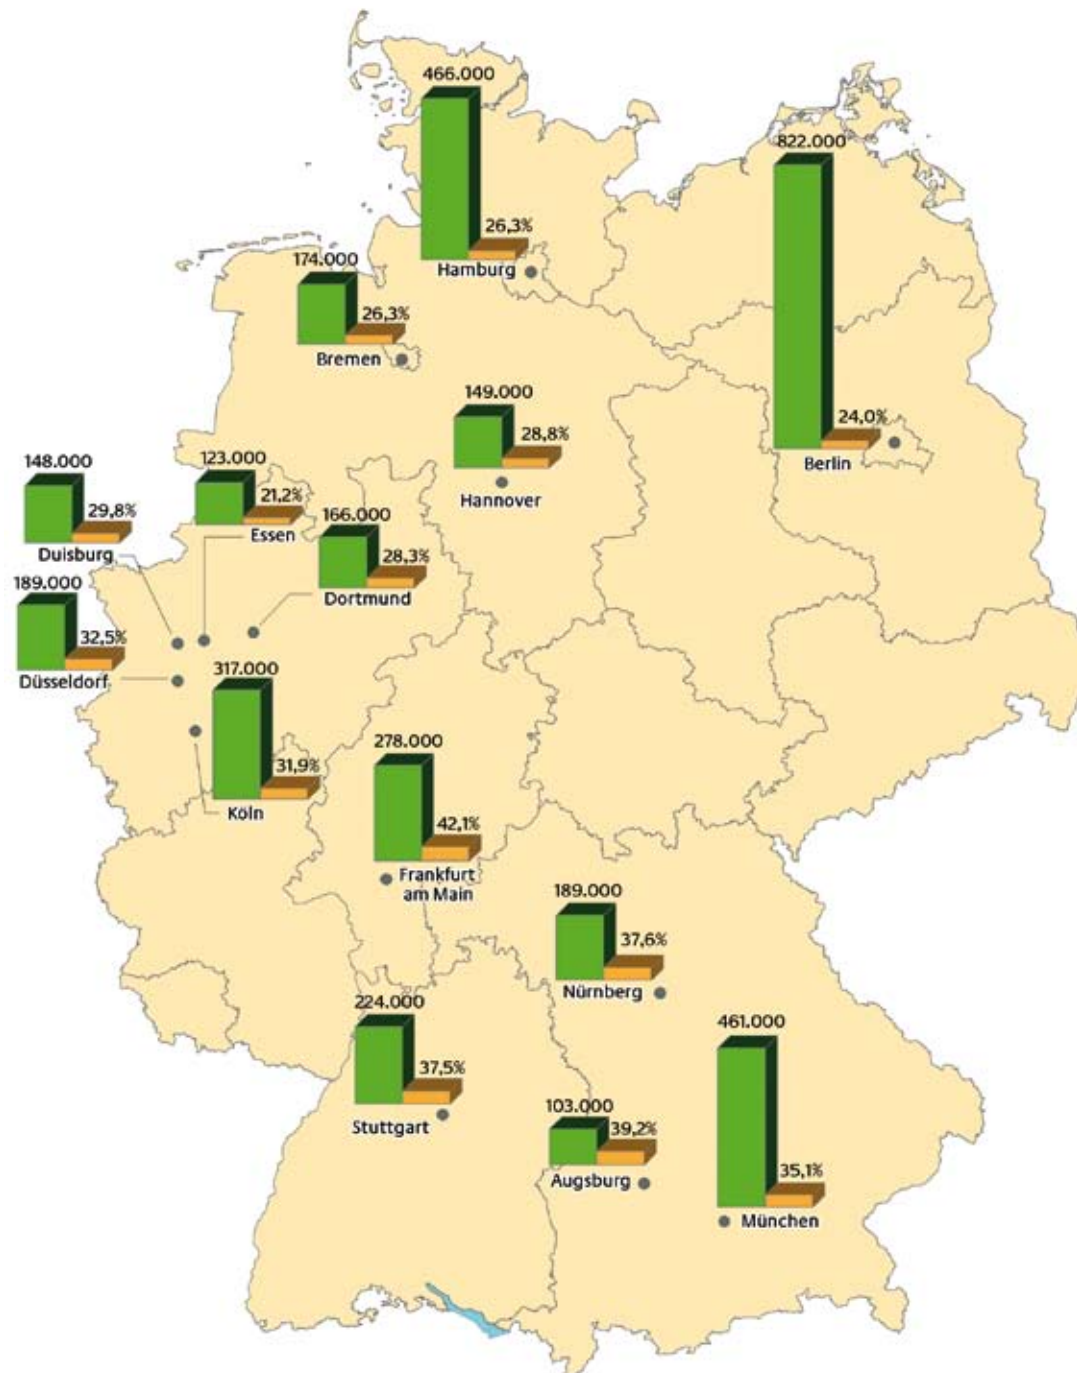 466.000
26,3%
Hamburg
822.000
24,0%
Berlin
174.000
26,3%
Bremen
149.000
28,8%
Hannover
148.000
29,8%
Duisburg
123.000
21,2%
Essen
166.000
28,3%
Dortmund
189.000
32,5%
Düsseldorf
317.000
31,9%
Köln
278.000
42,1%
Frankfurt
am Main
189.000
37,6%
Nürnberg
224.000
37,5%
Stuttgart
103.000
39,2%
Augsburg
461.000
35,1%
München